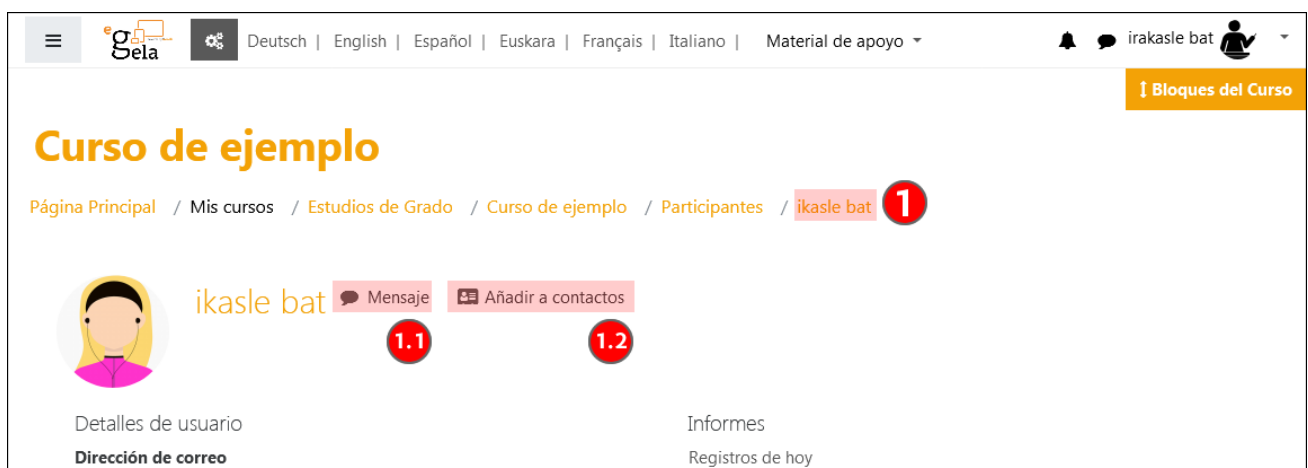 eGela Deutsch | English | Español | Euskara | Français | Italiano | Material de apoyo irakasle bat
Bloques del Curso
Curso de ejemplo
Página Principal / Mis cursos / Estudios de Grado / Curso de ejemplo / Participantes / ikasle bat 1
ikasle bat Mensaje Añadir a contactos
1.1 1.2
Detalles de usuario Informes
Dirección de correo Registros de hoy